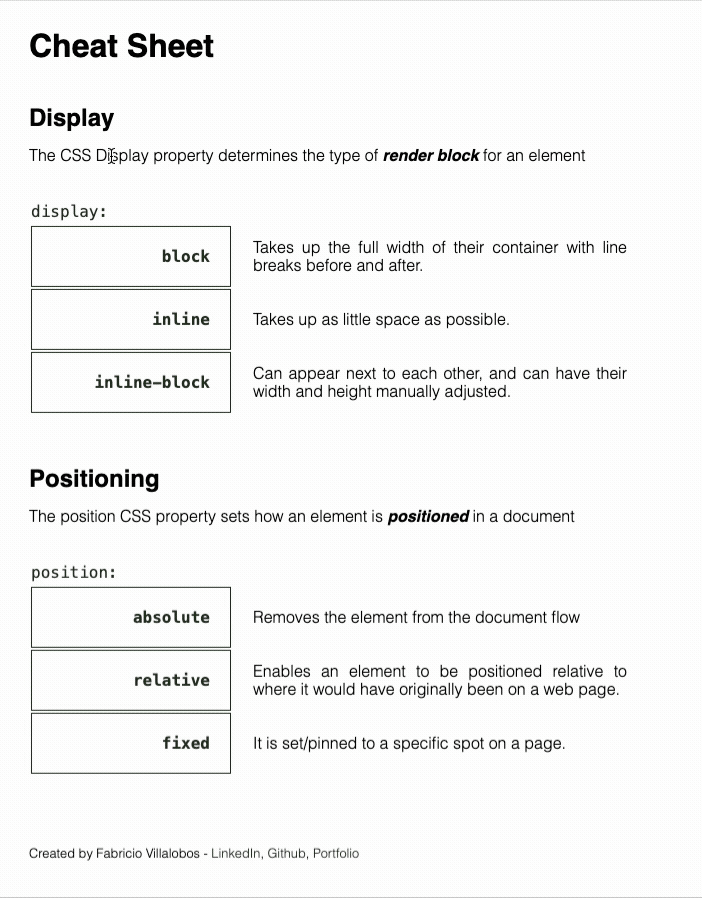 Cheat Sheet
Display
The CSS Display property determines the type of render block for an element
display:
block
Takes up the full width of their container with line
breaks before and after.
inline
Takes up as little space as possible.
inline-block
Can appear next to each other, and can have their
width and height manually adjusted.
Positioning
The position CSS property sets how an element is positioned in a document
position:
absolute
Removes the element from the document flow
relative
Enables an element to be positioned relative to
where it would have originally been on a web page.
fixed
It is set/pinned to a specific spot on a page.
Created by Fabricio Villalobos - LinkedIn, Github, Portfolio